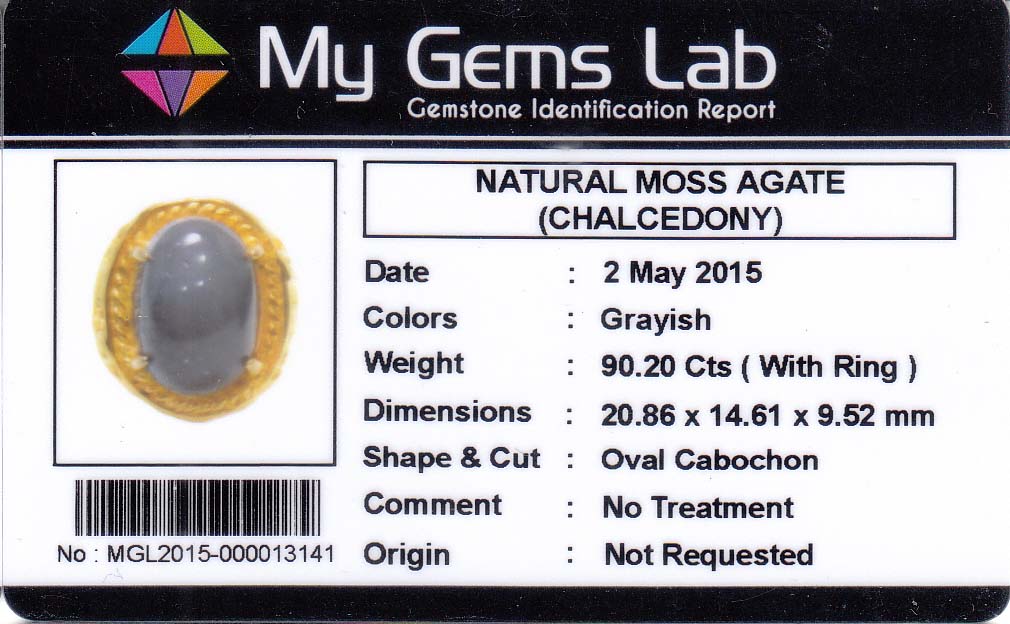 My Gems Lab
Gemstone Identification Report
NATURAL MOSS AGATE
(CHALCEDONY)
Date : 2 May 2015
Colors : Grayish
Weight : 90.20 Cts ( With Ring )
Dimensions : 20.86 x 14.61 x 9.52 mm
Shape & Cut : Oval Cabochon
Comment : No Treatment
Origin : Not Requested
No : MGL2015-000013141